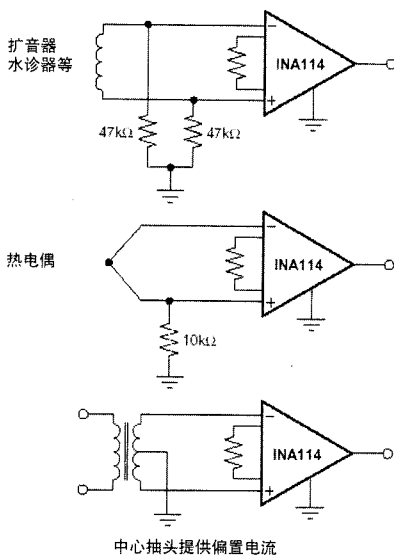 扩音器
水诊器等
−
INA114
+
47kΩ
47kΩ
热电偶
−
INA114
+
10kΩ
−
INA114
+
中心抽头提供偏置电流